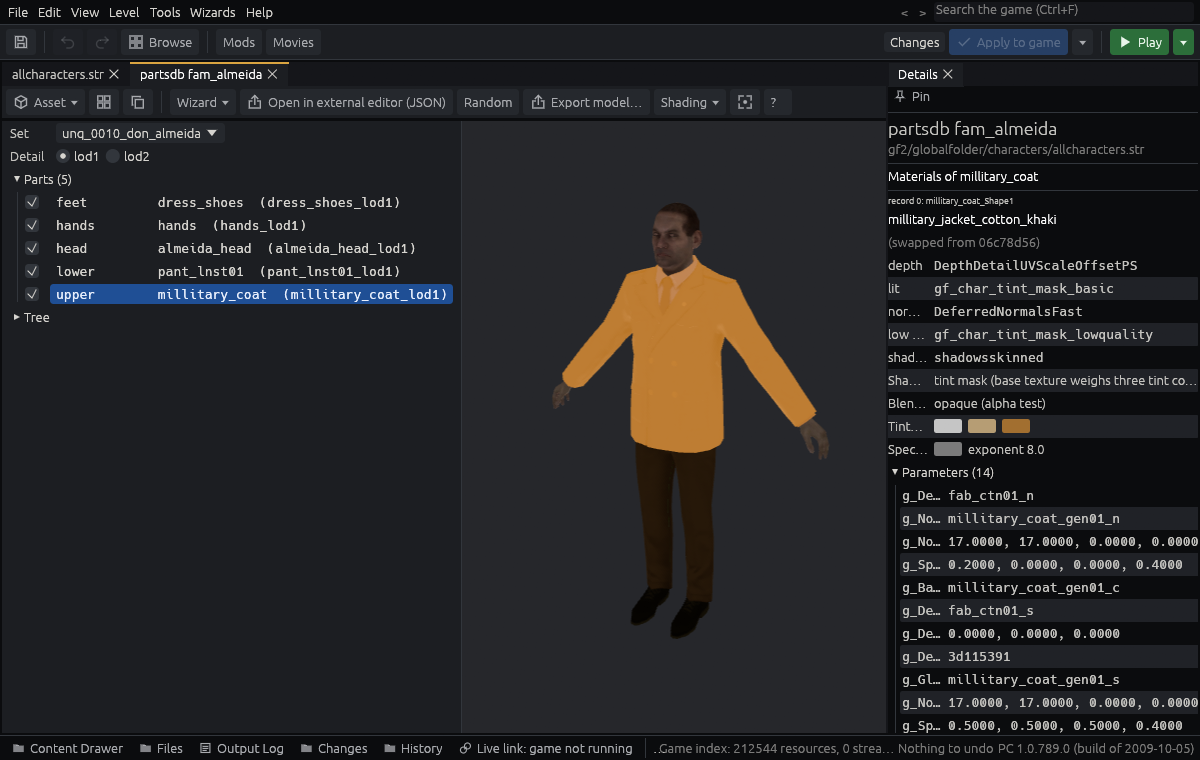 File Edit View Level Tools Wizards Help < > Search the game (Ctrl+F)
Browse Mods Movies Changes Apply to game Play
allcharacters.str partsdb fam_almeida Details
Asset Wizard Open in external editor (JSON) Random Export model… Shading ? Pin
Set unq_0010_don_almeida
Detail lod1 lod2
Parts (5)
feet dress_shoes (dress_shoes_lod1)
hands hands (hands_lod1)
head almeida_head (almeida_head_lod1)
lower pant_lnst01 (pant_lnst01_lod1)
upper millitary_coat (millitary_coat_lod1)
Tree
partsdb fam_almeida
gf2/globalfolder/characters/allcharacters.str
Materials of millitary_coat
record 0: millitary_coat_Shape1
millitary_jacket_cotton_khaki
(swapped from 06c78d56)
depth DepthDetailUVScaleOffsetPS
lit gf_char_tint_mask_basic
nor… DeferredNormalsFast
low … gf_char_tint_mask_lowquality
shad… shadowsskinned
Sha… tint mask (base texture weighs three tint co…
Blen… opaque (alpha test)
Tint…
Spec… exponent 8.0
Parameters (14)
g_De… fab_ctn01_n
g_No… millitary_coat_gen01_n
g_No… 17.0000, 17.0000, 0.0000, 0.0000
g_Sp… 0.2000, 0.0000, 0.0000, 0.4000
g_Ba… millitary_coat_gen01_c
g_De… fab_ctn01_s
g_De… 0.0000, 0.0000, 0.0000
g_De… 3d115391
g_Gl… millitary_coat_gen01_s
g_No… 17.0000, 17.0000, 0.0000, 0.0000
g_Sp… 0.5000, 0.5000, 0.5000, 0.4000
Content Drawer Files Output Log Changes History Live link: game not running …Game index: 212544 resources, 0 strea… Nothing to undo PC 1.0.789.0 (build of 2009-10-05)